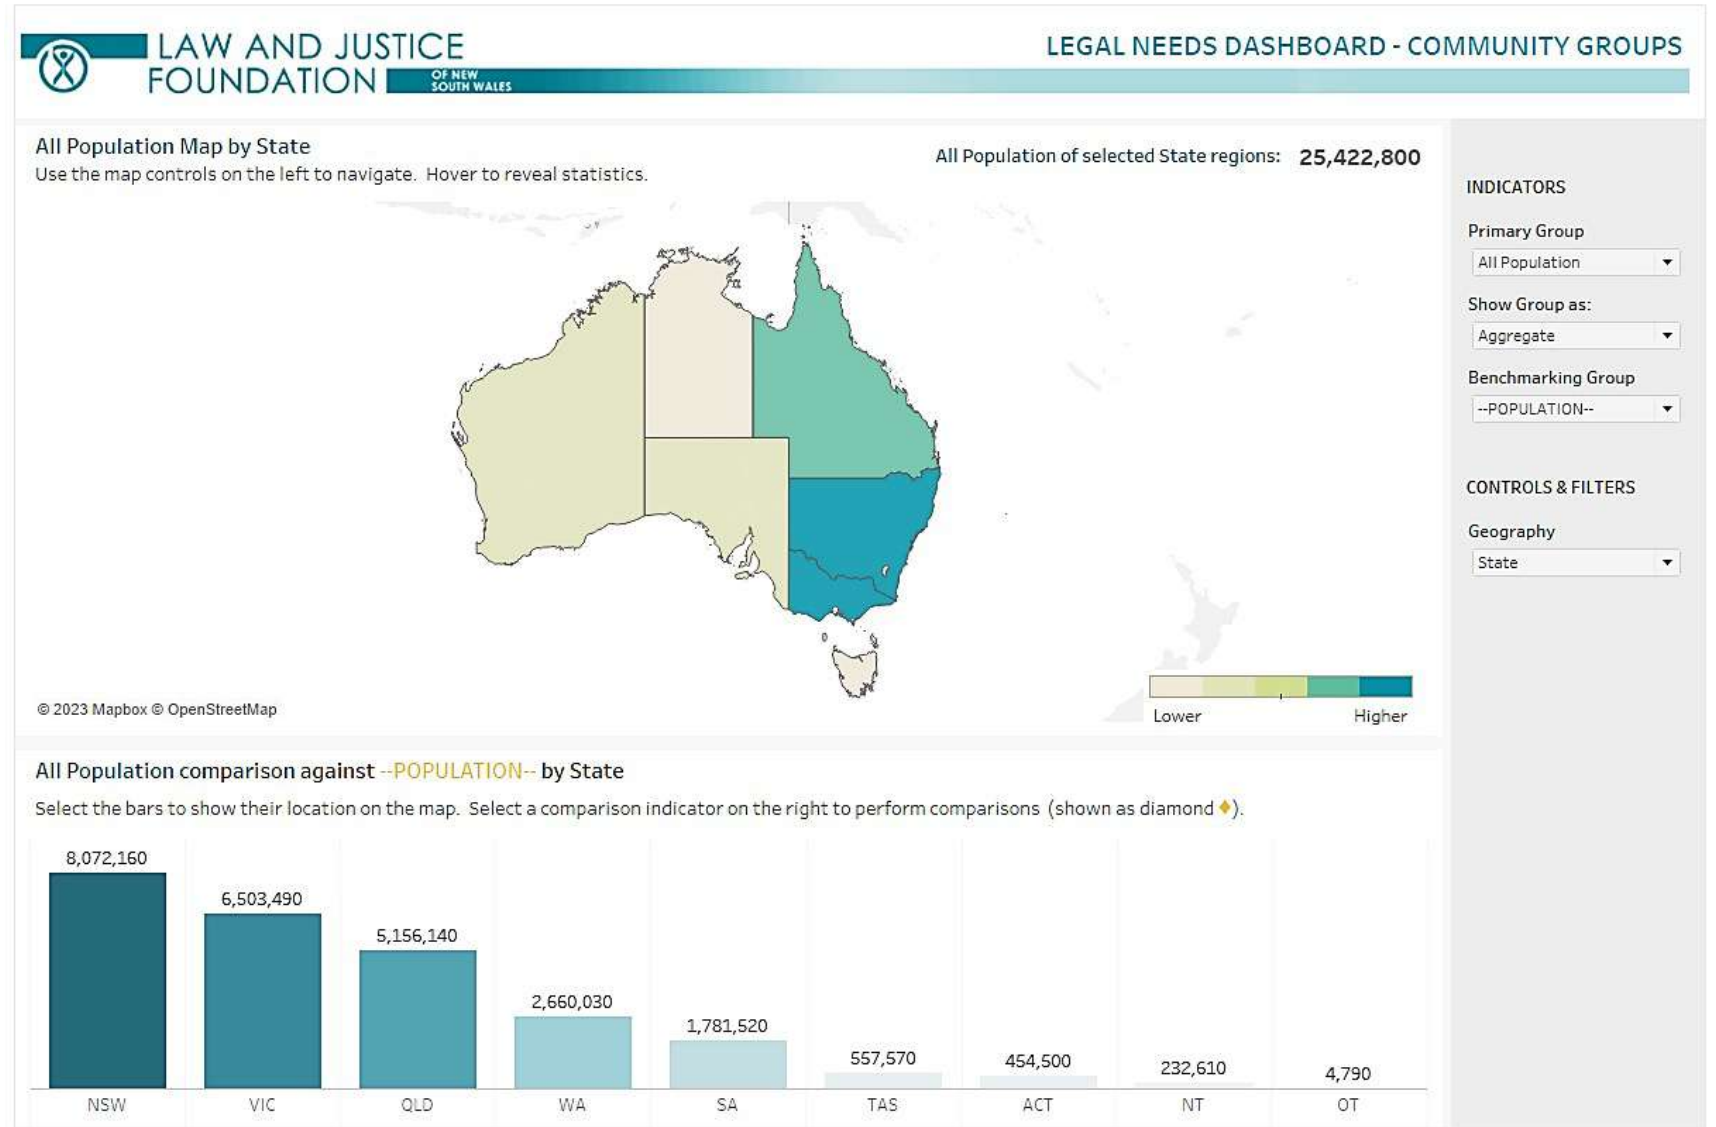 LAW AND JUSTICE
FOUNDATION OF NEW SOUTH WALES
LEGAL NEEDS DASHBOARD - COMMUNITY GROUPS
All Population Map by State
Use the map controls on the left to navigate. Hover to reveal statistics.
All Population of selected State regions: 25,422,800
© 2023 Mapbox © OpenStreetMap
Lower Higher
INDICATORS
Primary Group
All Population
Show Group as:
Aggregate
Benchmarking Group
--POPULATION--
CONTROLS & FILTERS
Geography
State
All Population comparison against --POPULATION-- by State
Select the bars to show their location on the map. Select a comparison indicator on the right to perform comparisons (shown as diamond ♦).
8,072,160
6,503,490
5,156,140
2,660,030
1,781,520
557,570
454,500
232,610
4,790
NSW VIC QLD WA SA TAS ACT NT OT